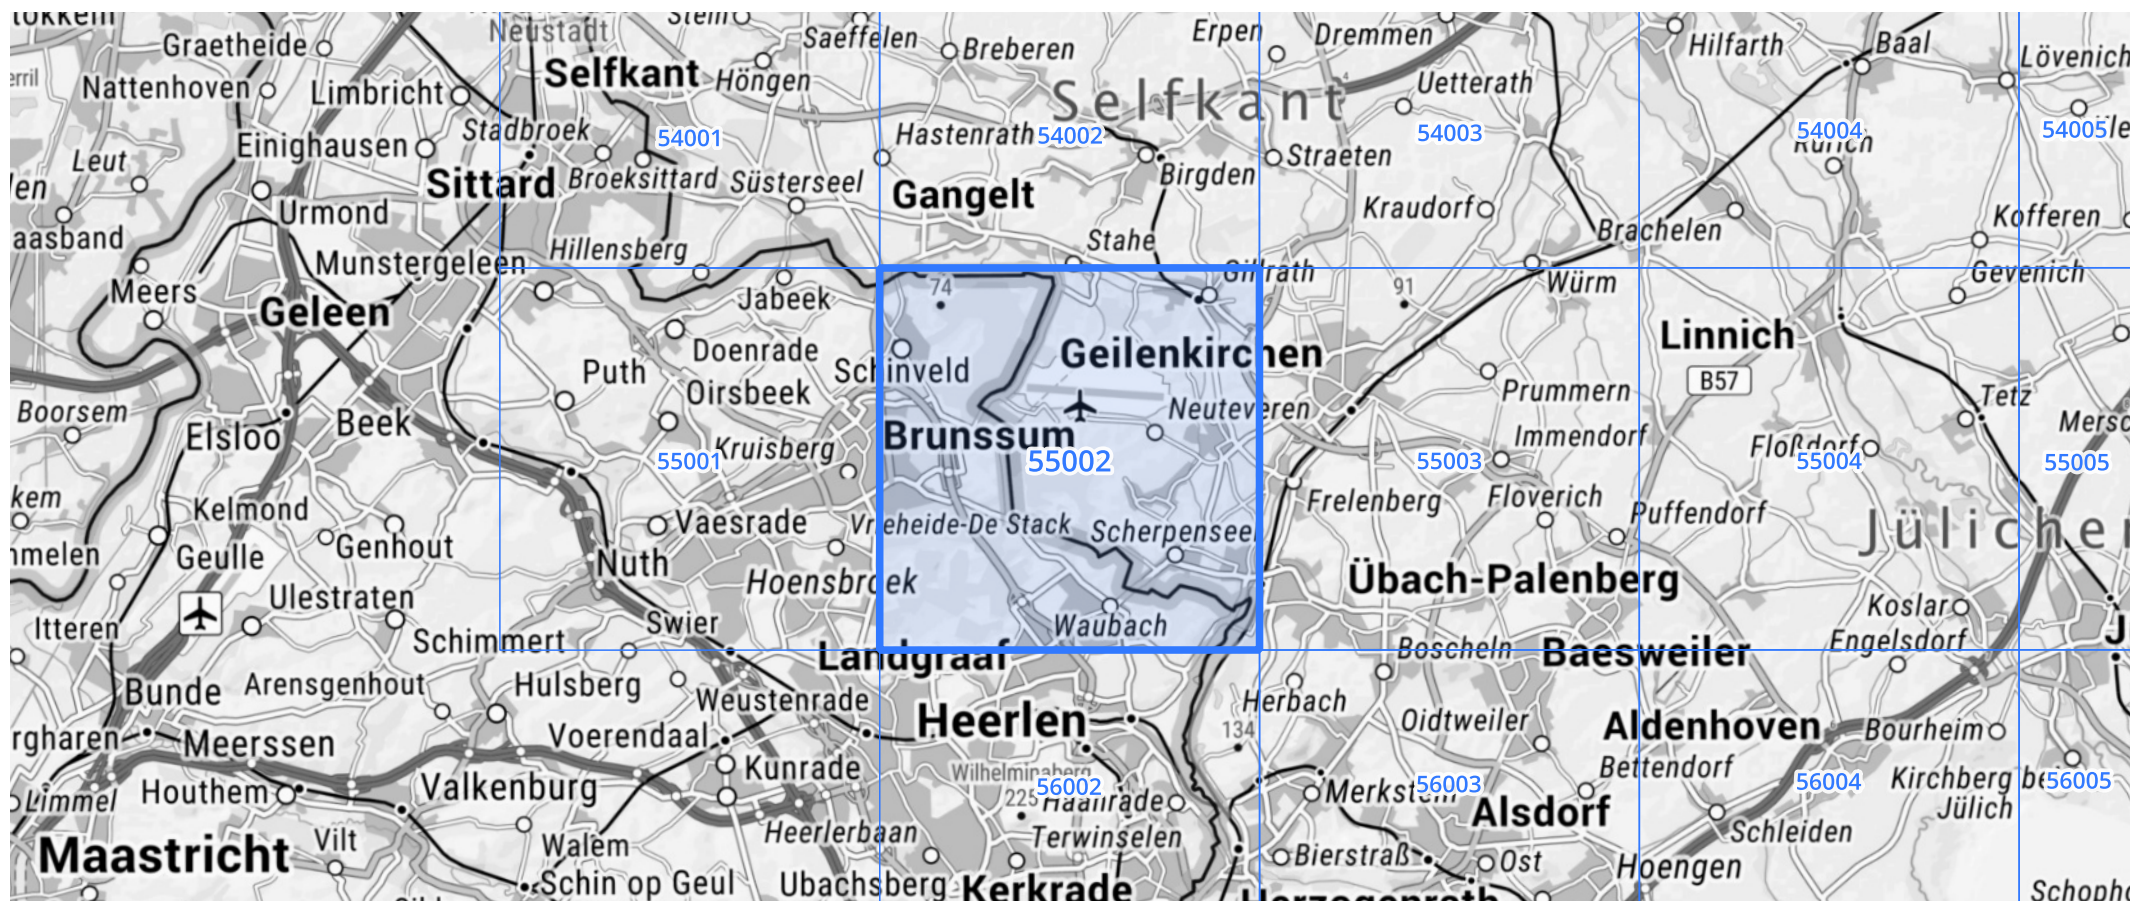 Neustadt
Stein
Saeffelen
Breberen
Erpen
Dremmen
Hilfarth
Baal
Lövenich
Graetheide
Nattenhoven
Limbricht
Selfkant
Höngen
Selfkant
Uetterath
Einighausen
Stadbroek
54001
Hastenrath
54002
54003
54004
54005
Leut
Sittard
Broeksittard
Süsterseel
Gangelt
Birgden
Straeten
Kraudorf
Brachelen
Kofferen
Urmond
aasband
Hillensberg
Stahe
Munstergeleen
Gillrath
Würm
Gevenich
Meers
Geleen
Jabeek
74
91
Puth
Doenrade
Oirsbeek
Schinveld
Geilenkirchen
Linnich
B57
Prummern
Tetz
Boorsem
Elsloo
Beek
Kruisberg
Brunssum
Neuteveren
Immendorf
Floßdorf
55001
55002
55003
55004
55005
Kelmond
Geulle
Genhout
Vaesrade
Vrieheide-De Stack
Scherpenseel
Frelenberg
Floverich
Puffendorf
Jülicher
Nuth
Hoensbroek
Übach-Palenberg
Koslar
Ulestraten
Itteren
Schimmert
Swier
Waubach
Landgraaf
Boscheln
Baesweiler
Engelsdorf
Bunde
Arensgenhout
Hulsberg
Weustenrade
Heerlen
Herbach
134
Oidtweiler
Aldenhoven
Bourheim
Meerssen
Voerendaal
Kunrade
Wilhelminaberg
225
56002
Haanrade
Merkstein
56003
Bettendorf
56004
56005
Kirchberg bei
Jülich
Limmel
Houthem
Valkenburg
Heerlerbaan
Terwinselen
Alsdorf
Schleiden
Maastricht
Vilt
Walem
Schin op Geul
Ubachsberg
Kerkrade
Bierstraß
Ost
Hoengen
Herzogenrath